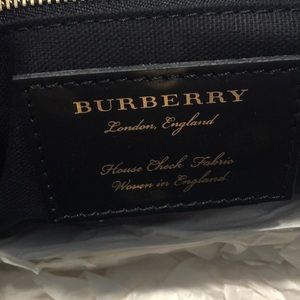 BURBERRY
London, England
House Check Fabric
Woven in England